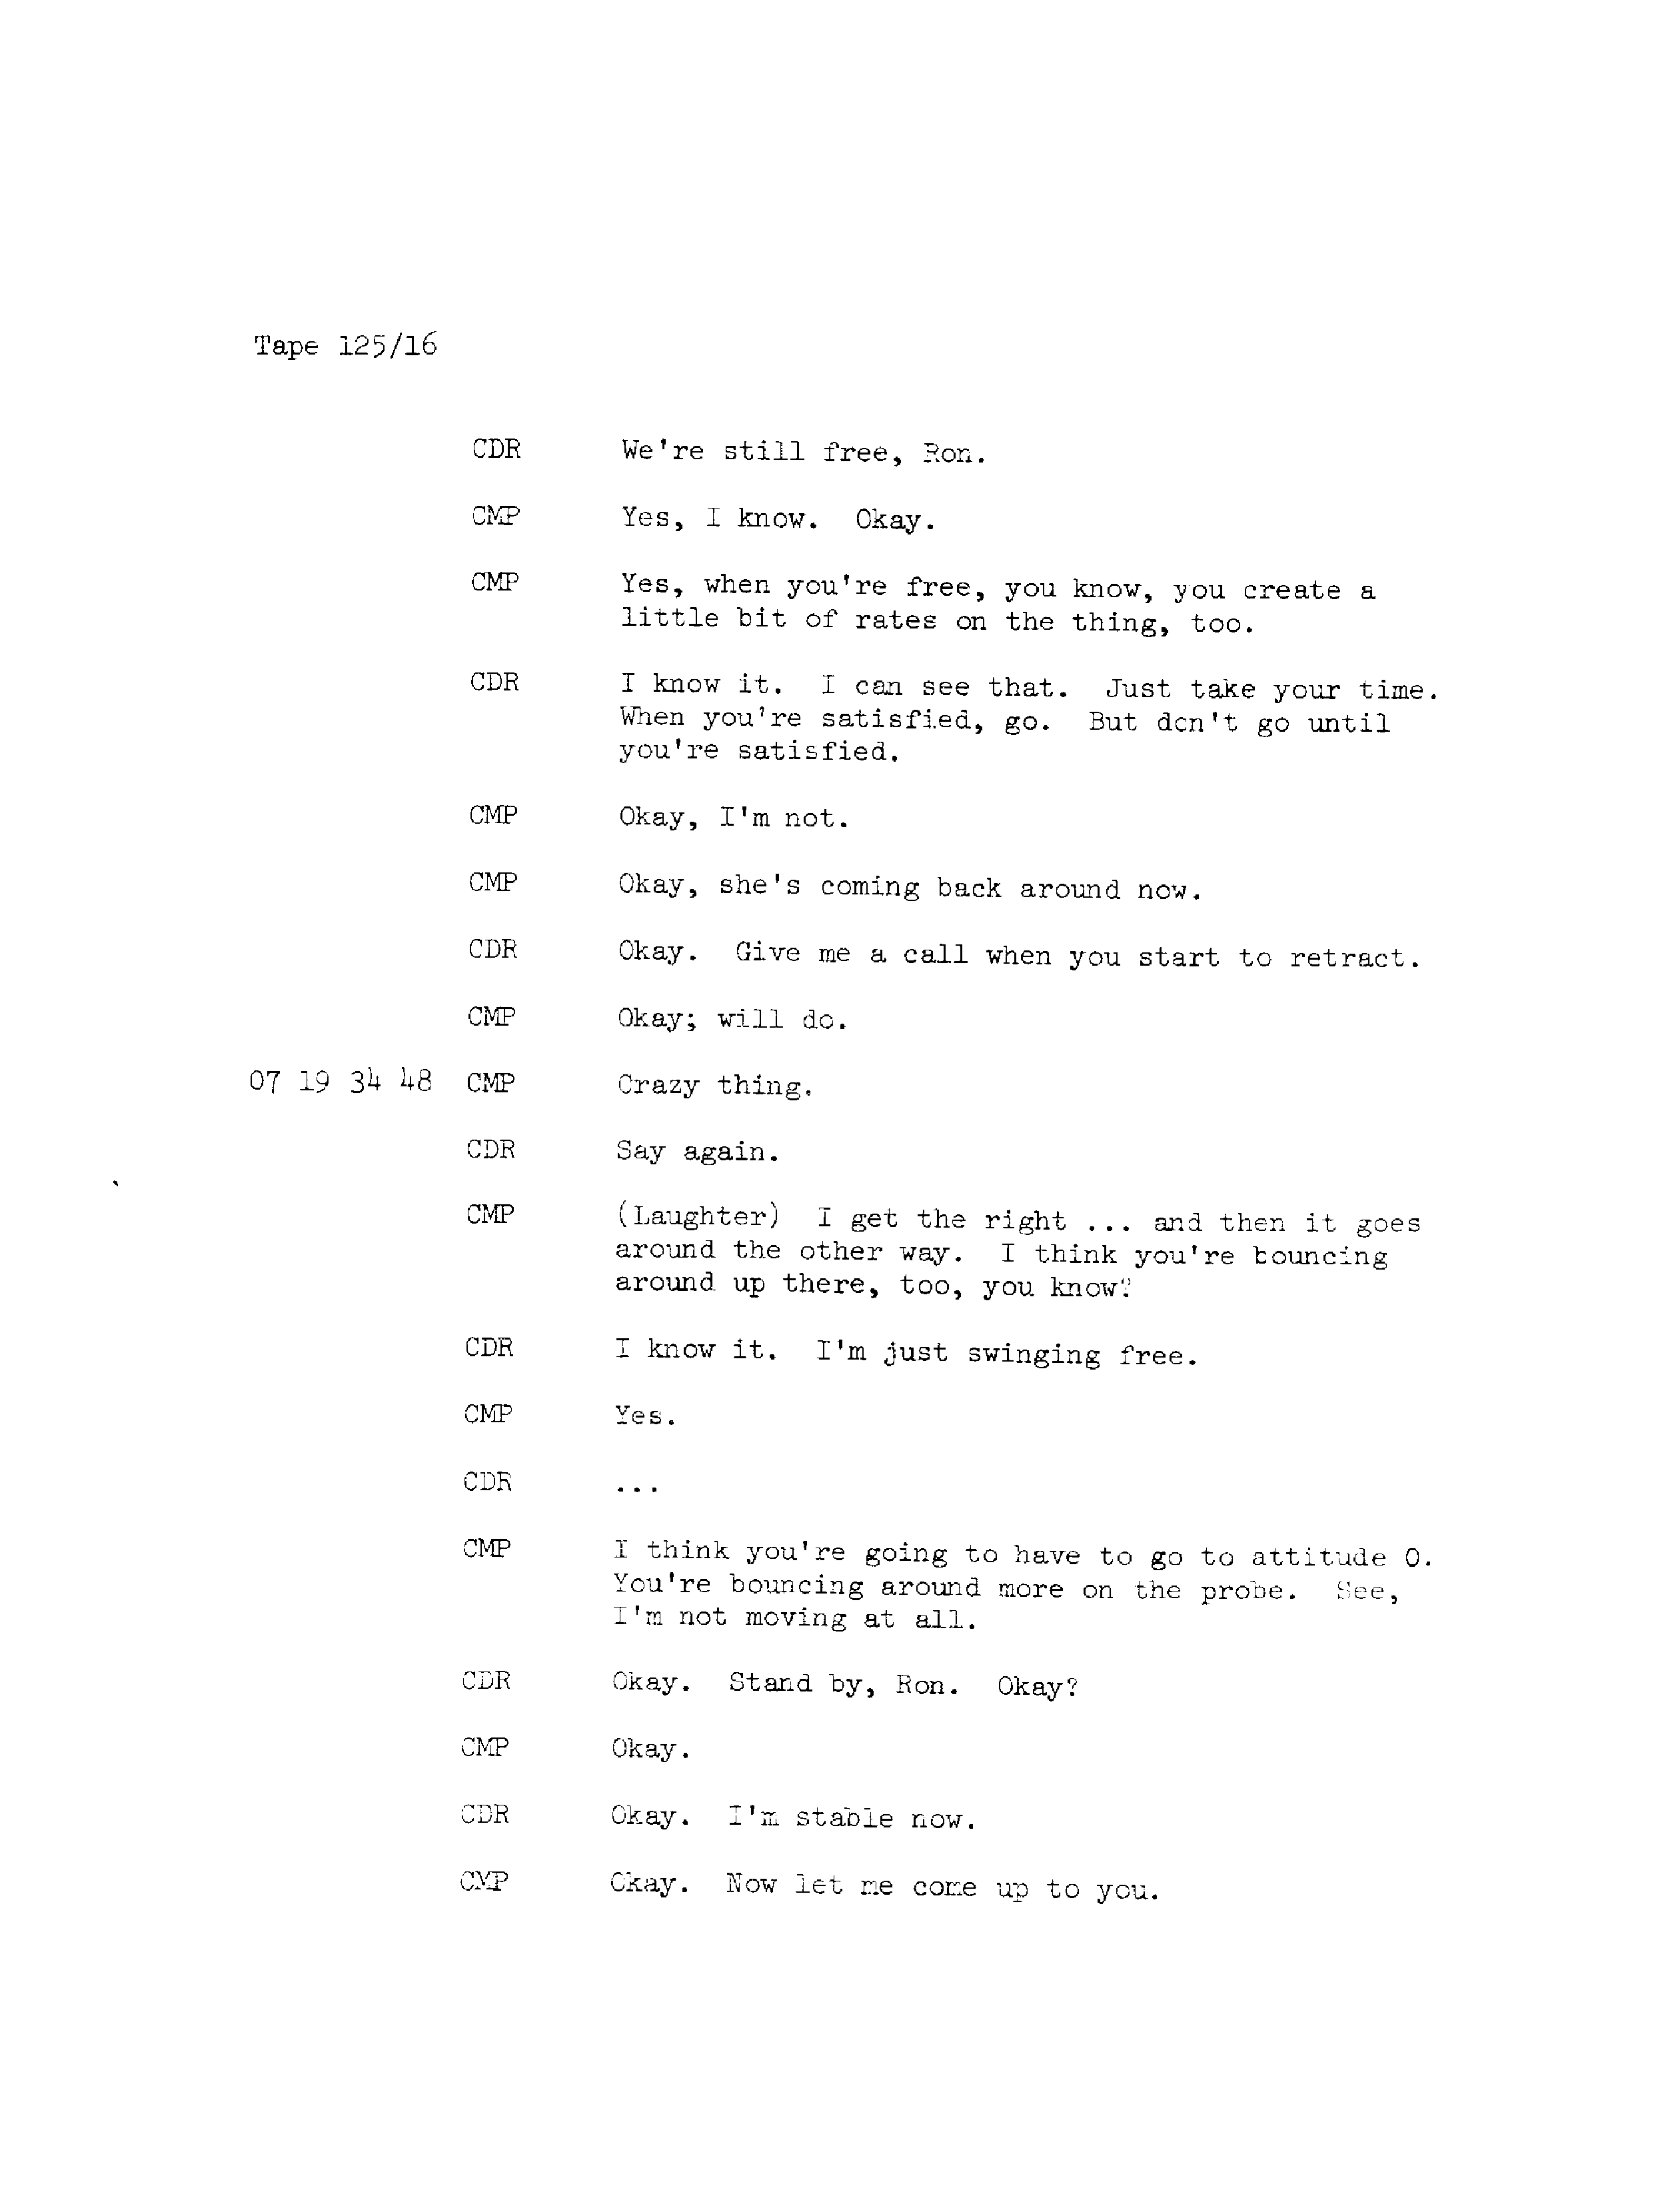 Tape 125/16
CDR We're still free, Ron.
CMP Yes, I know. Okay.
CMP Yes, when you're free, you know, you create a
little bit of rates on the thing, too.
CDR I know it. I can see that. Just take your time.
When you're satisfied, go. But don't go until
you're satisfied.
CMP Okay, I'm not.
CMP Okay, she's coming back around now.
CDR Okay. Give me a call when you start to retract.
CMP Okay; will do.
07 19 34 48 CMP Crazy thing.
CDR Say again.
CMP (Laughter) I get the right ... and then it goes
around the other way. I think you're bouncing
around up there, too, you know?
CDR I know it. I'm just swinging free.
CMP Yes.
CDR ...
CMP I think you're going to have to go to attitude 0.
You're bouncing around more on the probe. See,
I'm not moving at all.
CDR Okay. Stand by, Ron. Okay?
CMP Okay.
CDR Okay. I'm stable now.
CMP Okay. Now let me come up to you.